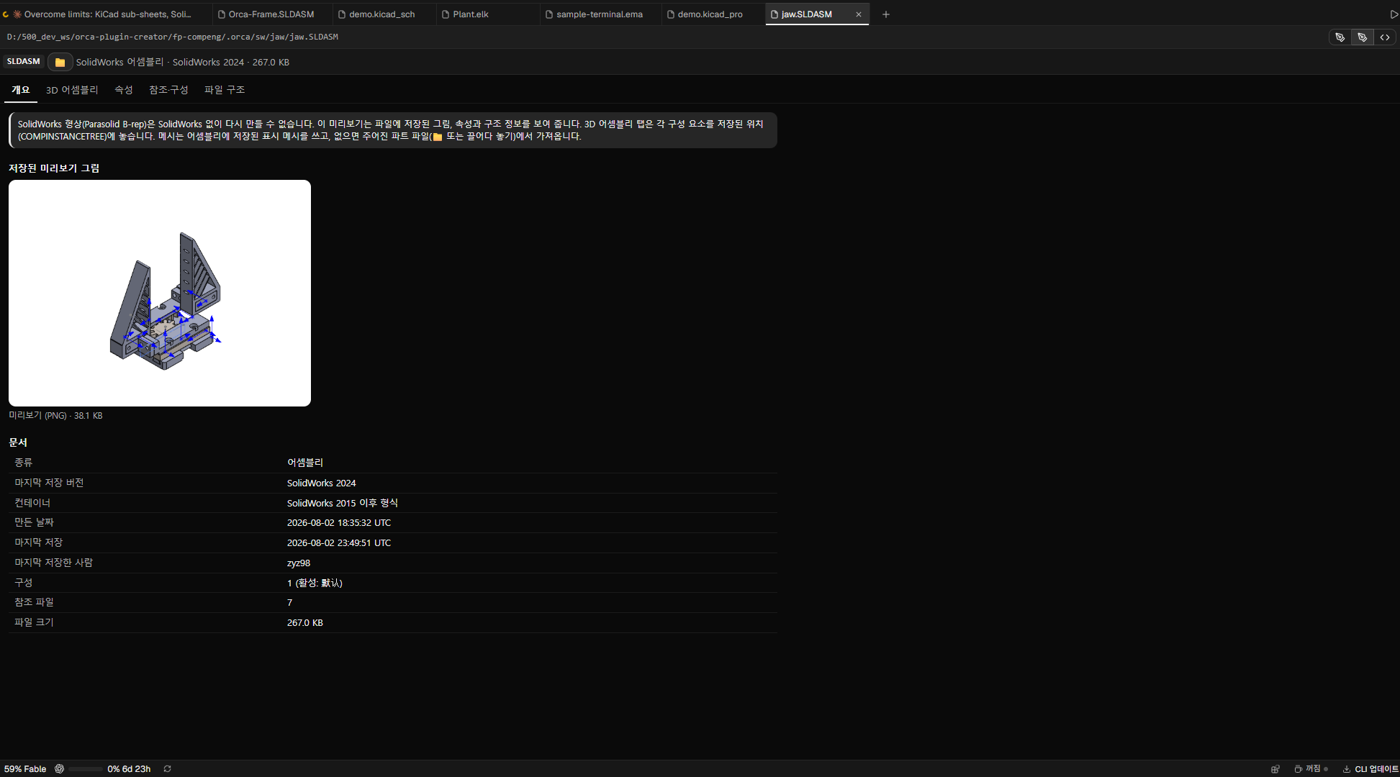 Overcome limits: KiCad sub-sheets, Soli...
Orca-Frame.SLDASM
demo.kicad_sch
Plant.elk
sample-terminal.ema
demo.kicad_pro
jaw.SLDASM
D:/500_dev_ws/orca-plugin-creator/fp-compeng/.orca/sw/jaw/jaw.SLDASM
SLDASM SolidWorks 어셈블리 · SolidWorks 2024 · 267.0 KB
개요 3D 어셈블리 속성 참조·구성 파일 구조
SolidWorks 형상(Parasolid B-rep)은 SolidWorks 없이 다시 만들 수 없습니다. 이 미리보기는 파일에 저장된 그림, 속성과 구조 정보를 보여 줍니다. 3D 어셈블리 탭은 각 구성 요소를 저장된 위치
(COMPINSTANCETREE)에 놓습니다. 메시는 어셈블리에 저장된 표시 메시를 쓰고, 없으면 주어진 파트 파일( 또는 끌어다 놓기)에서 가져옵니다.
저장된 미리보기 그림
미리보기 (PNG) · 38.1 KB
문서
종류 어셈블리
마지막 저장 버전 SolidWorks 2024
컨테이너 SolidWorks 2015 이후 형식
만든 날짜 2026-08-02 18:35:32 UTC
마지막 저장 2026-08-02 23:49:51 UTC
마지막 저장한 사람 zyz98
구성 1 (활성: 默认)
참조 파일 7
파일 크기 267.0 KB
59% Fable 0% 6d 23h
꺼짐
CLI 업데이트